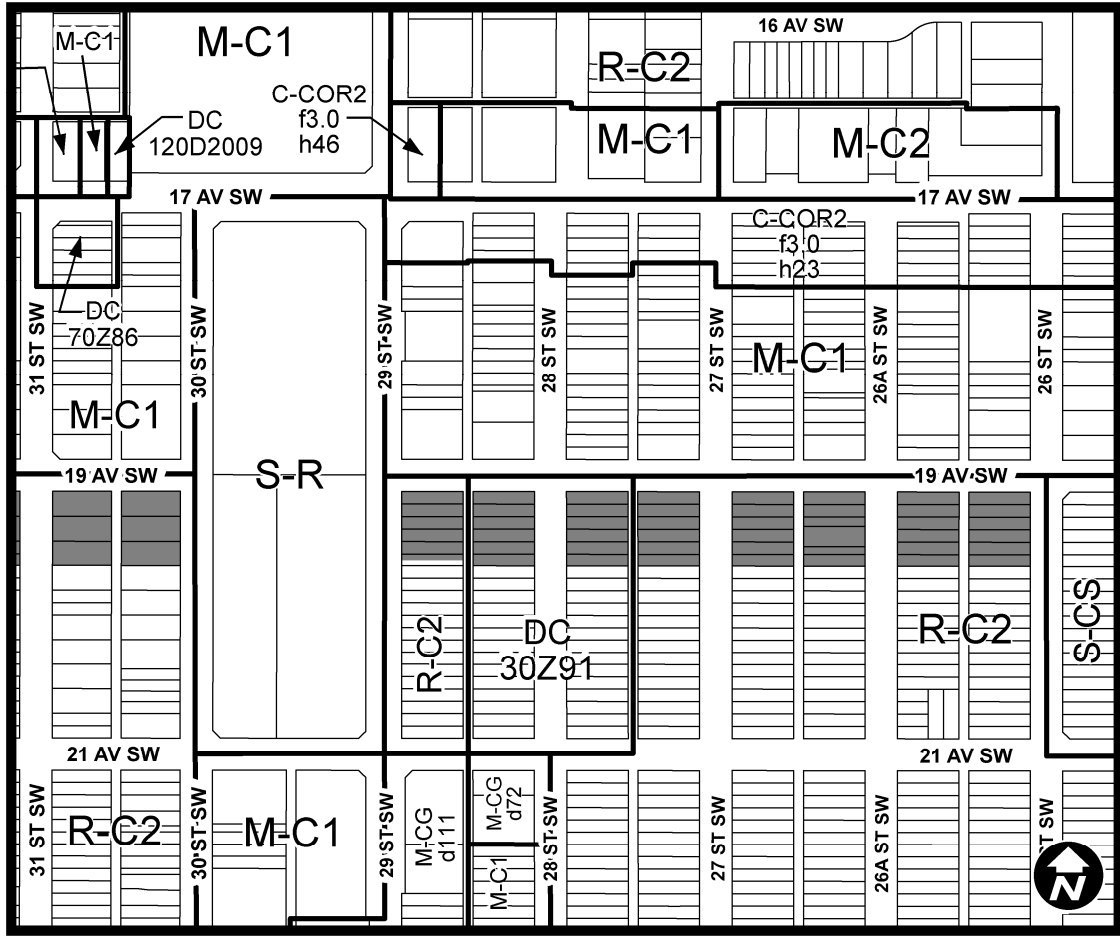 16 AV SW
M-C1
M-C1
R-C2
C-COR2
f3.0
h46
DC
120D2009
M-C1
M-C2
17 AV SW
17 AV SW
C-COR2
f3.0
h23
DC
70Z86
31 ST SW
30 ST SW
29 ST SW
28 ST SW
27 ST SW
26A ST SW
26 ST SW
M-C1
M-C1
S-R
19 AV SW
19 AV SW
R-C2
DC
30Z91
R-C2
S-CS
21 AV SW
21 AV SW
31 ST SW
R-C2
30 ST SW
M-C1
29 ST SW
M-CG
d111
M-CG
d72
M-C1
28 ST SW
27 ST SW
26A ST SW
ST SW
N